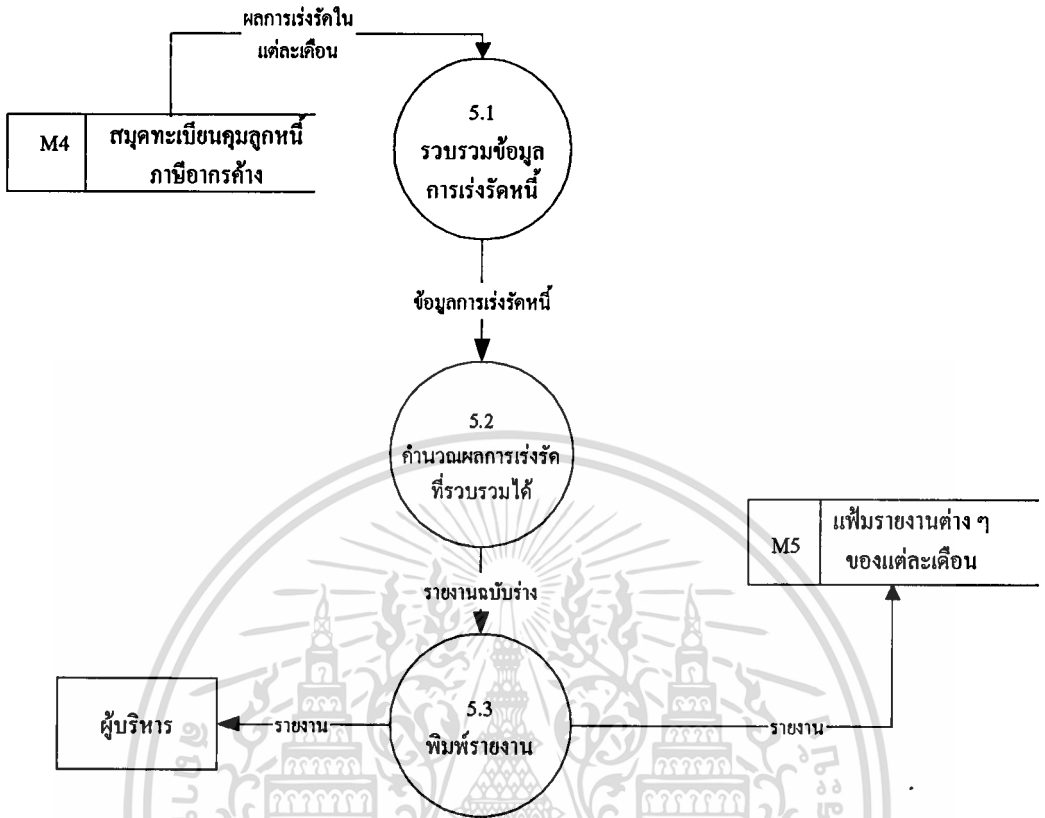 ผลการเร่งรัดใน
แต่ละเดือน
M4
สมุดทะเบียนคุมลูกหนี้
ภาษีอากรค้าง
5.1
รวบรวมข้อมูล
การเร่งรัดหนี้
ข้อมูลการเร่งรัดหนี้
5.2
คำนวณผลการเร่งรัด
ที่รวบรวมได้
M5
แฟ้มรายงานต่าง ๆ
ของแต่ละเดือน
รายงานฉบับร่าง
ผู้บริหาร
รายงาน
5.3
พิมพ์รายงาน
รายงาน